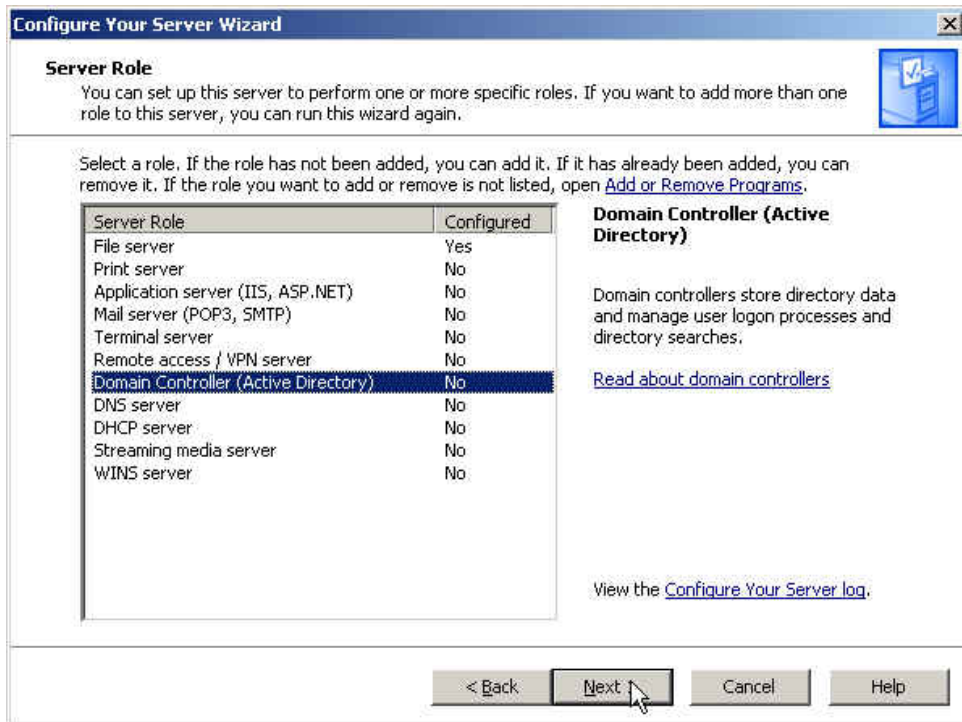 Configure Your Server Wizard
Server Role
You can set up this server to perform one or more specific roles. If you want to add more than one
role to this server, you can run this wizard again.
Select a role. If the role has not been added, you can add it. If it has already been added, you can
remove it. If the role you want to add or remove is not listed, open Add or Remove Programs.
Server Role Configured
File server Yes
Print server No
Application server (IIS, ASP.NET) No
Mail server (POP3, SMTP) No
Terminal server No
Remote access / VPN server No
Domain Controller (Active Directory) No
DNS server No
DHCP server No
Streaming media server No
WINS server No
Domain Controller (Active
Directory)
Domain controllers store directory data
and manage user logon processes and
directory searches.
Read about domain controllers
View the Configure Your Server log.
< Back Next Cancel Help